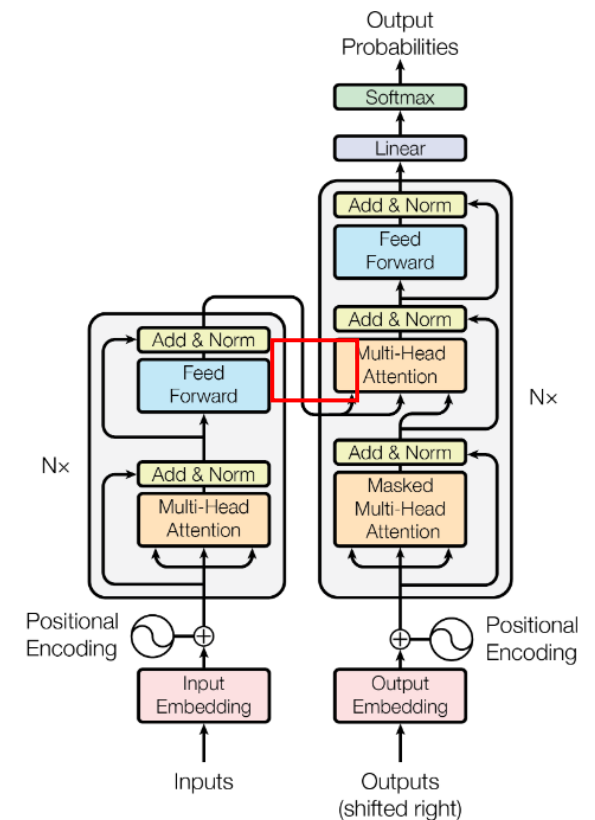 Output
Probabilities
Softmax
Linear
Add & Norm
Feed
Forward
Add & Norm
Multi-Head
Attention
Add & Norm
Masked
Multi-Head
Attention
Nx
Add & Norm
Feed
Forward
Add & Norm
Multi-Head
Attention
N×
Positional
Encoding
Positional
Encoding
Input
Embedding
Output
Embedding
Inputs
Outputs
(shifted right)